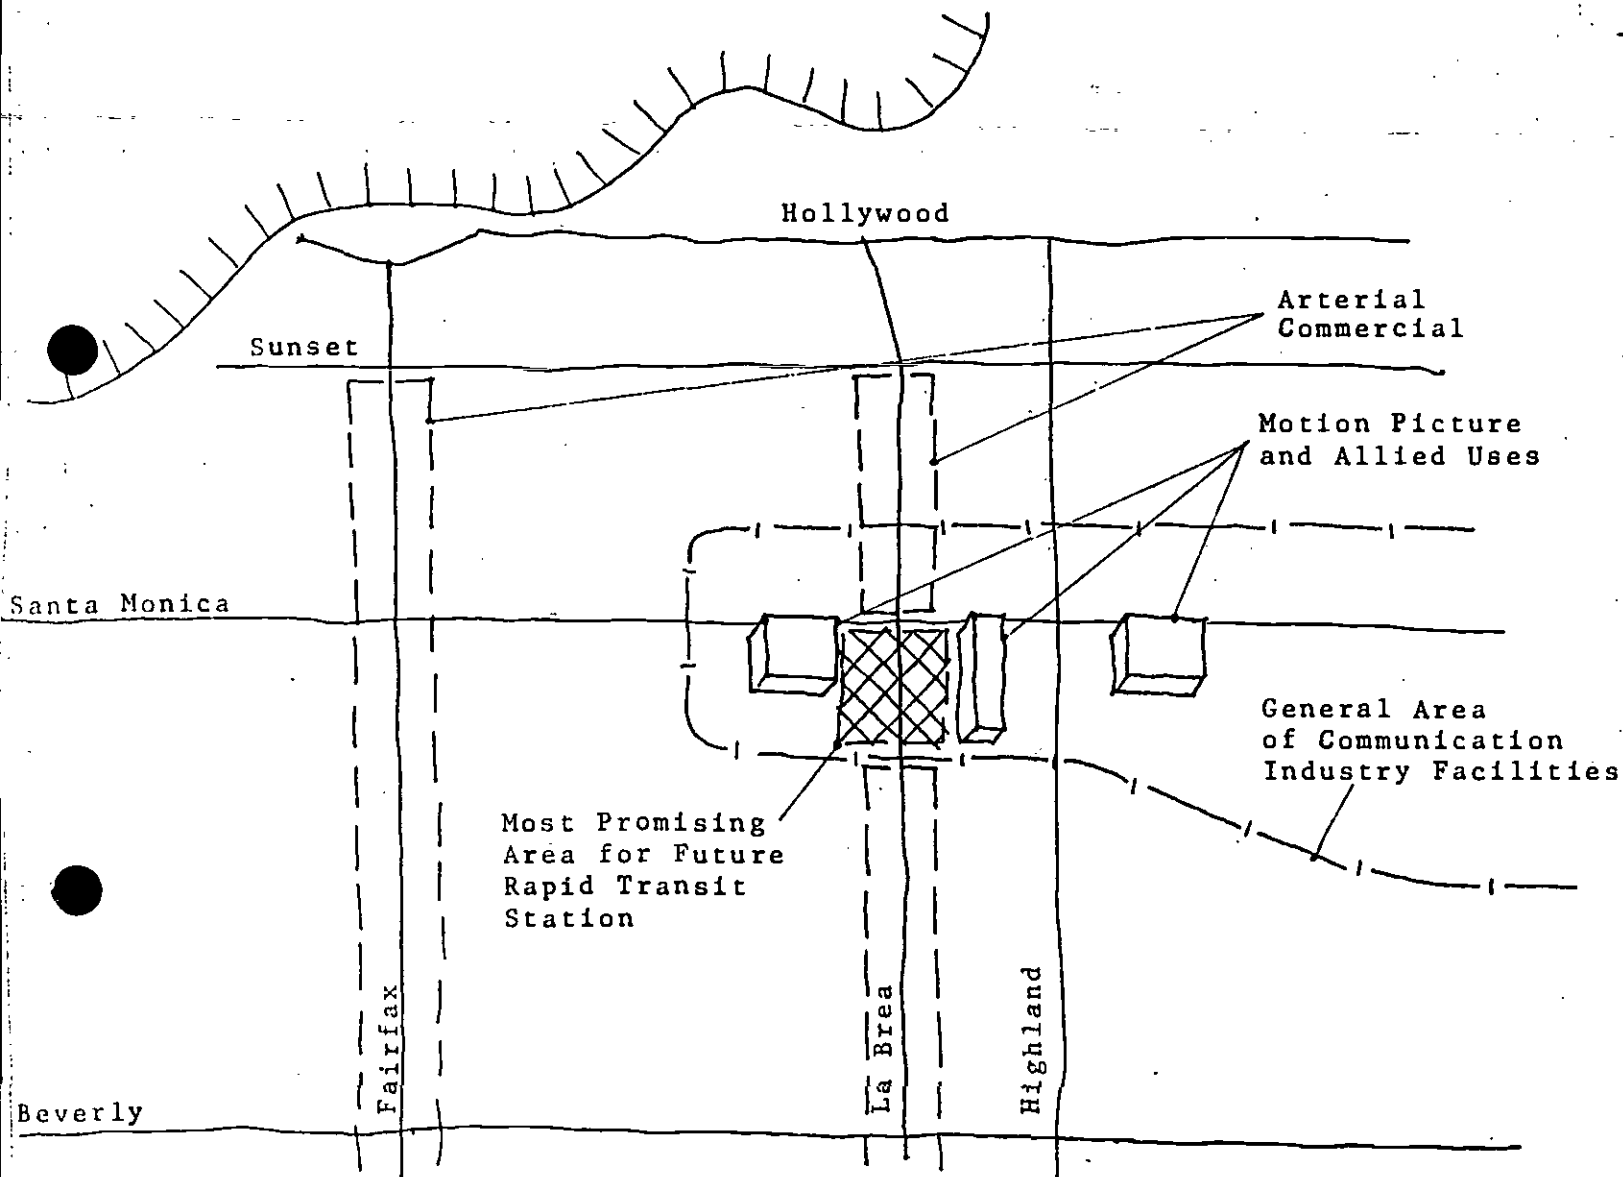 Hollywood
Arterial
Commercial
Sunset
Motion Picture
and Allied Uses
Santa Monica
General Area
of Communication
Industry Facilities
Most Promising
Area for Future
Rapid Transit
Station
Fairfax
La Brea
Highland
Beverly